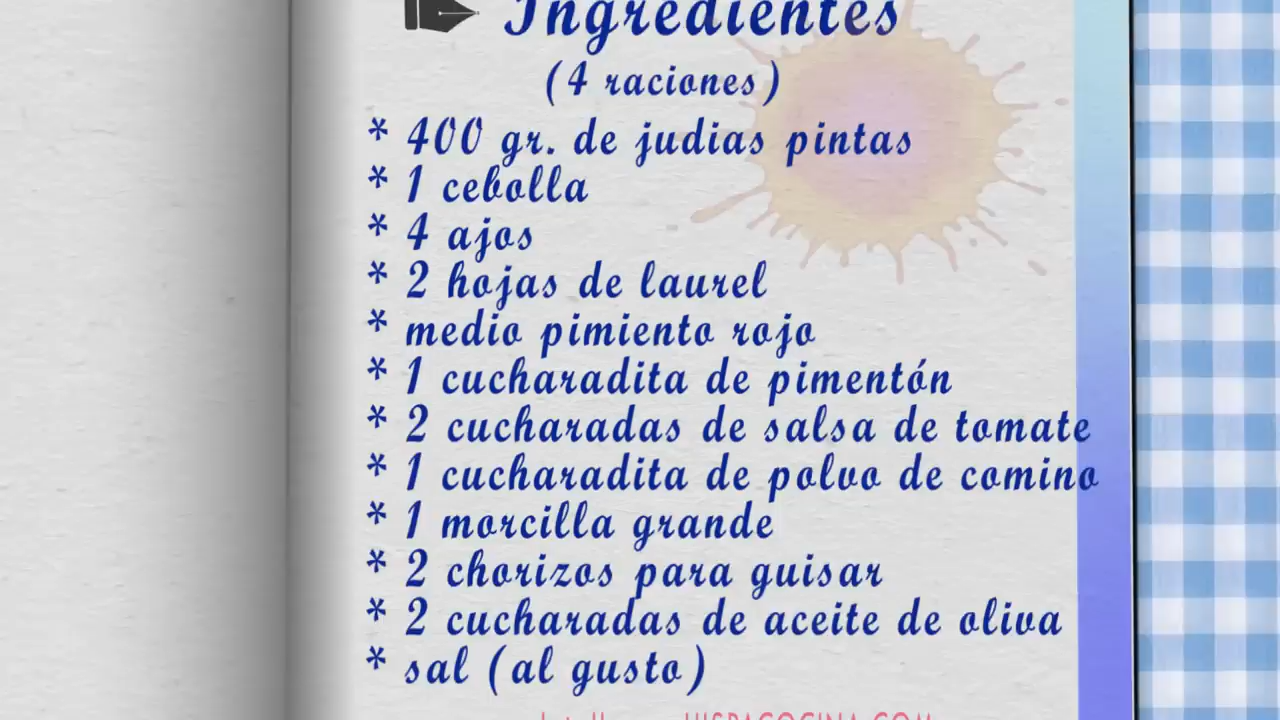 Ingredientes
(4 raciones)
* 400 gr. de judias pintas
* 1 cebolla
* 4 ajos
* 2 hojas de laurel
* medio pimiento rojo
* 1 cucharadita de pimentón
* 2 cucharadas de salsa de tomate
* 1 cucharadita de polvo de comino
* 1 morcilla grande
* 2 chorizos para guisar
* 2 cucharadas de aceite de oliva
* sal (al gusto)
HISPACOCINA.COM